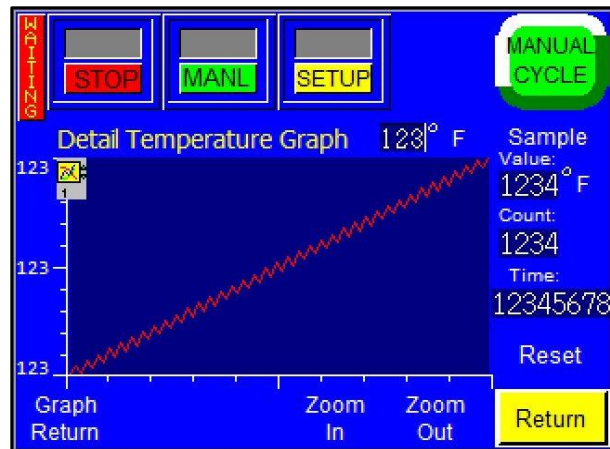 WAITING
STOP
MANL
SETUP
MANUAL
CYCLE
Detail Temperature Graph 123° F
Sample
Value:
1234° F
Count:
1234
Time:
12345678
Reset
123
1
123
123
Graph
Return
Zoom
In
Zoom
Out
Return